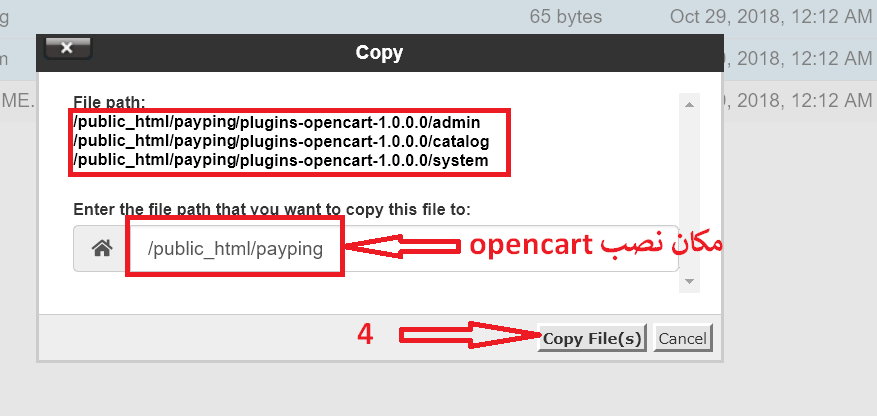 g
65 bytes
Oct 29, 2018, 12:12 AM
m
9, 2018, 12:12 AM
ME.
9, 2018, 12:12 AM
Copy
File path:
/public_html/payping/plugins-opencart-1.0.0.0/admin
/public_html/payping/plugins-opencart-1.0.0.0/catalog
/public_html/payping/plugins-opencart-1.0.0.0/system
Enter the file path that you want to copy this file to:
/public_html/payping
مکان نصب opencart
4
Copy File(s)
Cancel